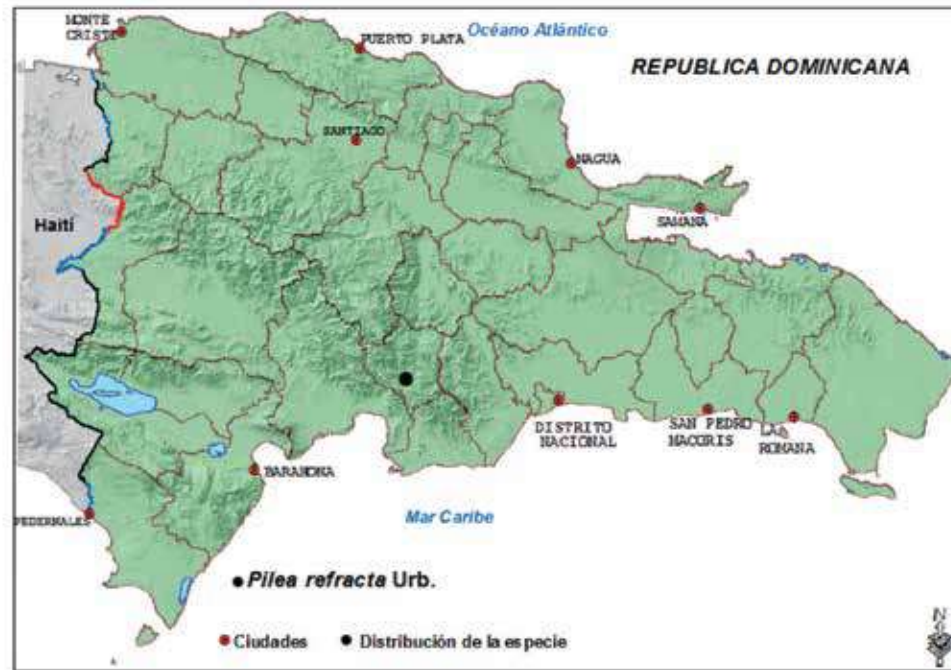 MONTE
CRISTI
PUERTO PLATA
Océano Atlántico
REPUBLICA DOMINICANA
SANTIAGO
NAGUA
SAMANA
Haití
DISTRITO
NACIONAL
SAN PEDRO
MACORIS
LA
ROMANA
BARAHONA
PEDERNALES
Mar Caribe
Pilea refracta Urb.
Ciudades
Distribución de la especie
N